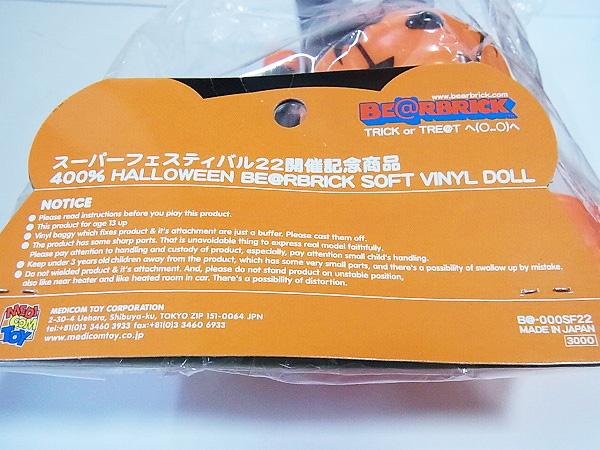 www.bearbrick.com
BE@RBRICK
TRICK or TRE@T ヘ(O...O)ヘ
スーパーフェスティバル22開催記念商品
400% HALLOWEEN BE@RBRICK SOFT VINYL DOLL
NOTICE
● Please read instructions before you play this product.
● This product for age 13 up
● Vinyl baggy which fixes product & it's attachment are just a buffer. Please cast them off.
● The product has some sharp parts. That is unavoidable thing to express real model faithfully.
Please pay attention to handling and custody of product, especially, pay attention small child's handling.
● Keep under 3 years old children away from the product, which has some very small parts, and there's a possibility of swallow up by mistake.
● Do not wielded product & it's attachment. And, please do not stand product on unstable position,
also like near heater and like heated room in car. There's a possibility of distortion.
MEDI
COM
TOY
MEDICOM TOY CORPORATION
2-30-4 Uehara, Shibuya-ku, TOKYO ZIP 151-0064 JPN
tel:+81(0)3 3460 3933 fax:+81(0)3 3460 6933
www.medicomtoy.co.jp
B@-000SF22
MADE IN JAPAN
3000